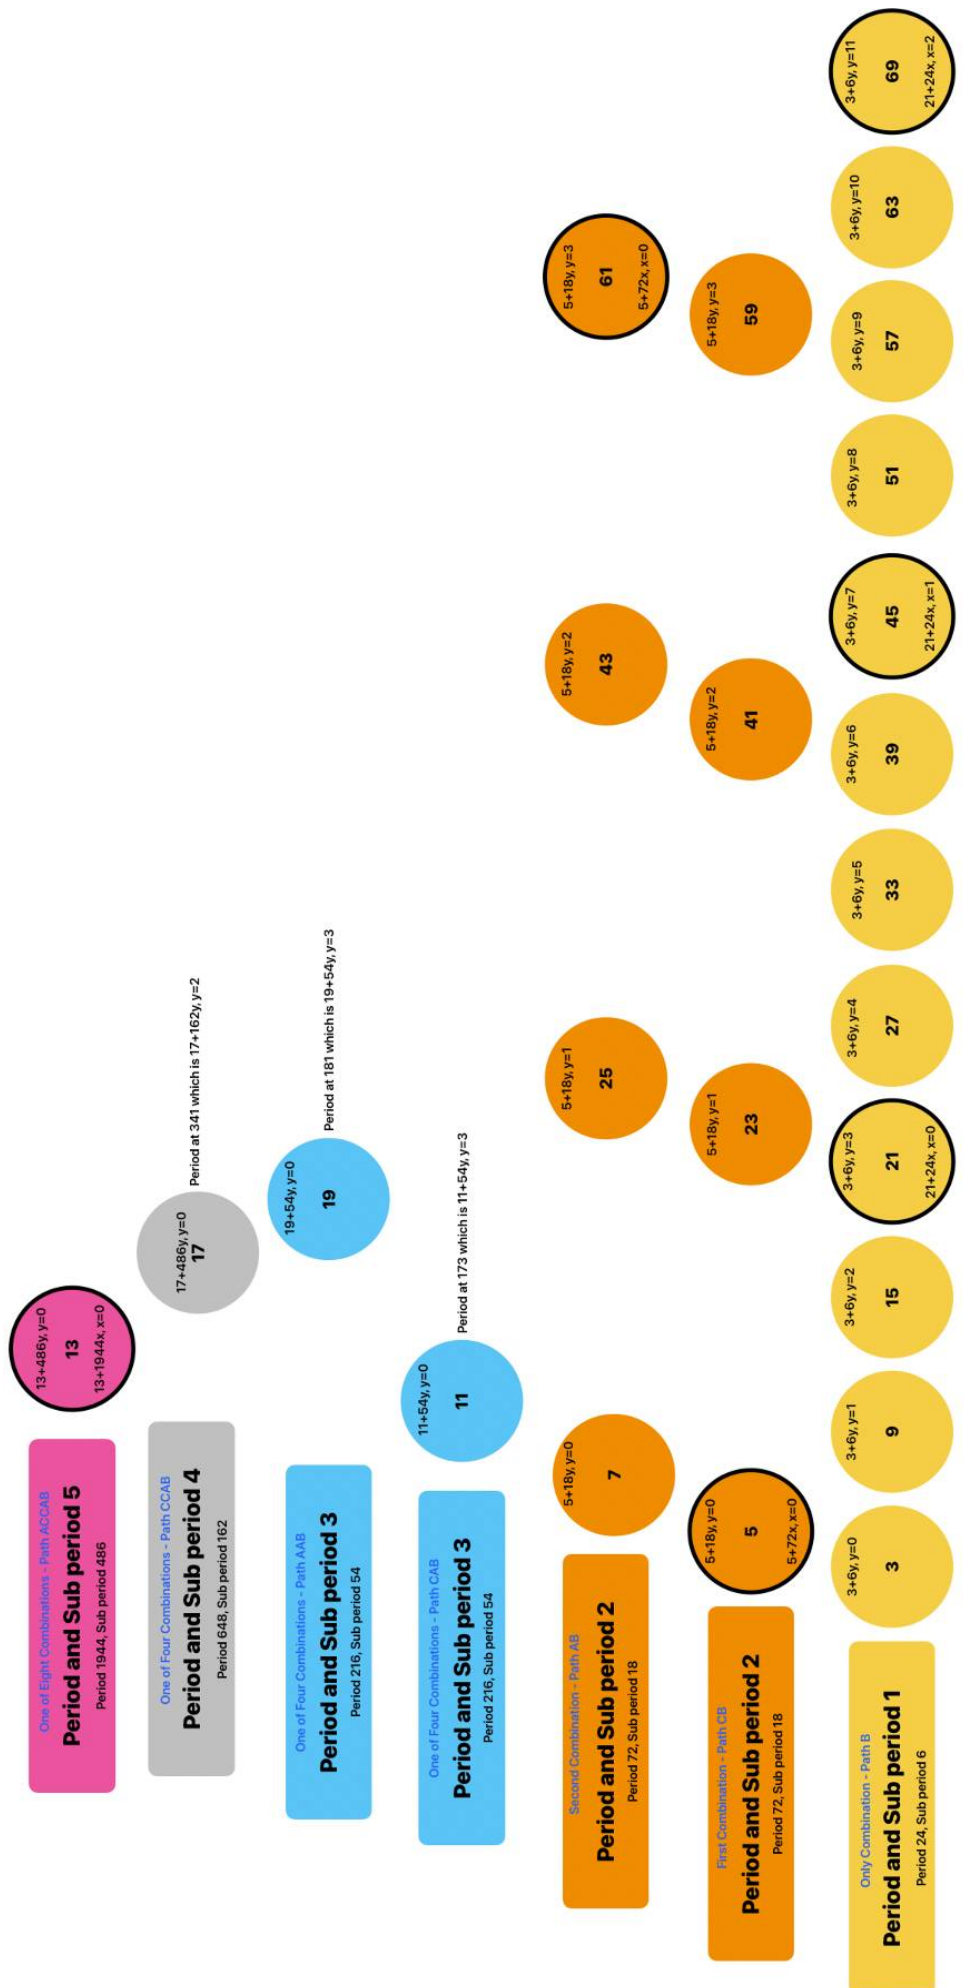 One of Eight Combinations - Path ACCAB
Period and Sub period 5
Period 1944, Sub period 486
13+486y, y=0
13
13+1944x, x=0
One of Four Combinations - Path CCAB
Period and Sub period 4
Period 648, Sub period 162
17+486y, y=0
17
Period at 341 which is 17+162y, y=2
One of Four Combinations - Path AAB
Period and Sub period 3
Period 216, Sub period 54
19+54y, y=0
19
Period at 181 which is 19+54y, y=3
One of Four Combinations - Path CAB
Period and Sub period 3
Period 216, Sub period 54
11+54y, y=0
11
Period at 173 which is 11+54y, y=3
Second Combination - Path AB
Period and Sub period 2
Period 72, Sub period 18
5+18y, y=0
7
5+18y, y=1
25
5+18y, y=2
43
5+18y, y=3
61
5+72x, x=0
First Combination - Path CB
Period and Sub period 2
Period 72, Sub period 18
5+18y, y=0
5
5+72x, x=0
5+18y, y=1
23
5+18y, y=2
41
5+18y, y=3
59
Only Combination - Path B
Period and Sub period 1
Period 24, Sub period 6
3+6y, y=0
3
3+6y, y=1
9
3+6y, y=2
15
3+6y, y=3
21
21+24x, x=0
3+6y, y=4
27
3+6y, y=5
33
3+6y, y=6
39
3+6y, y=7
45
21+24x, x=1
3+6y, y=8
51
3+6y, y=9
57
3+6y, y=10
63
3+6y, y=11
69
21+24x, x=2